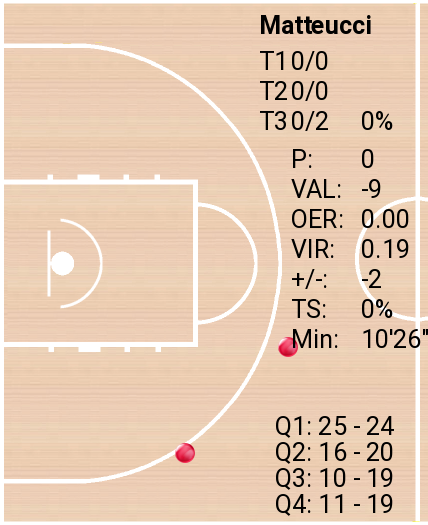 Matteucci
T1 0/0
T2 0/0
T3 0/2 0%
P: 0
VAL: -9
OER: 0.00
VIR: 0.19
+/-: -2
TS: 0%
Min: 10'26"
Q1: 25 - 24
Q2: 16 - 20
Q3: 10 - 19
Q4: 11 - 19